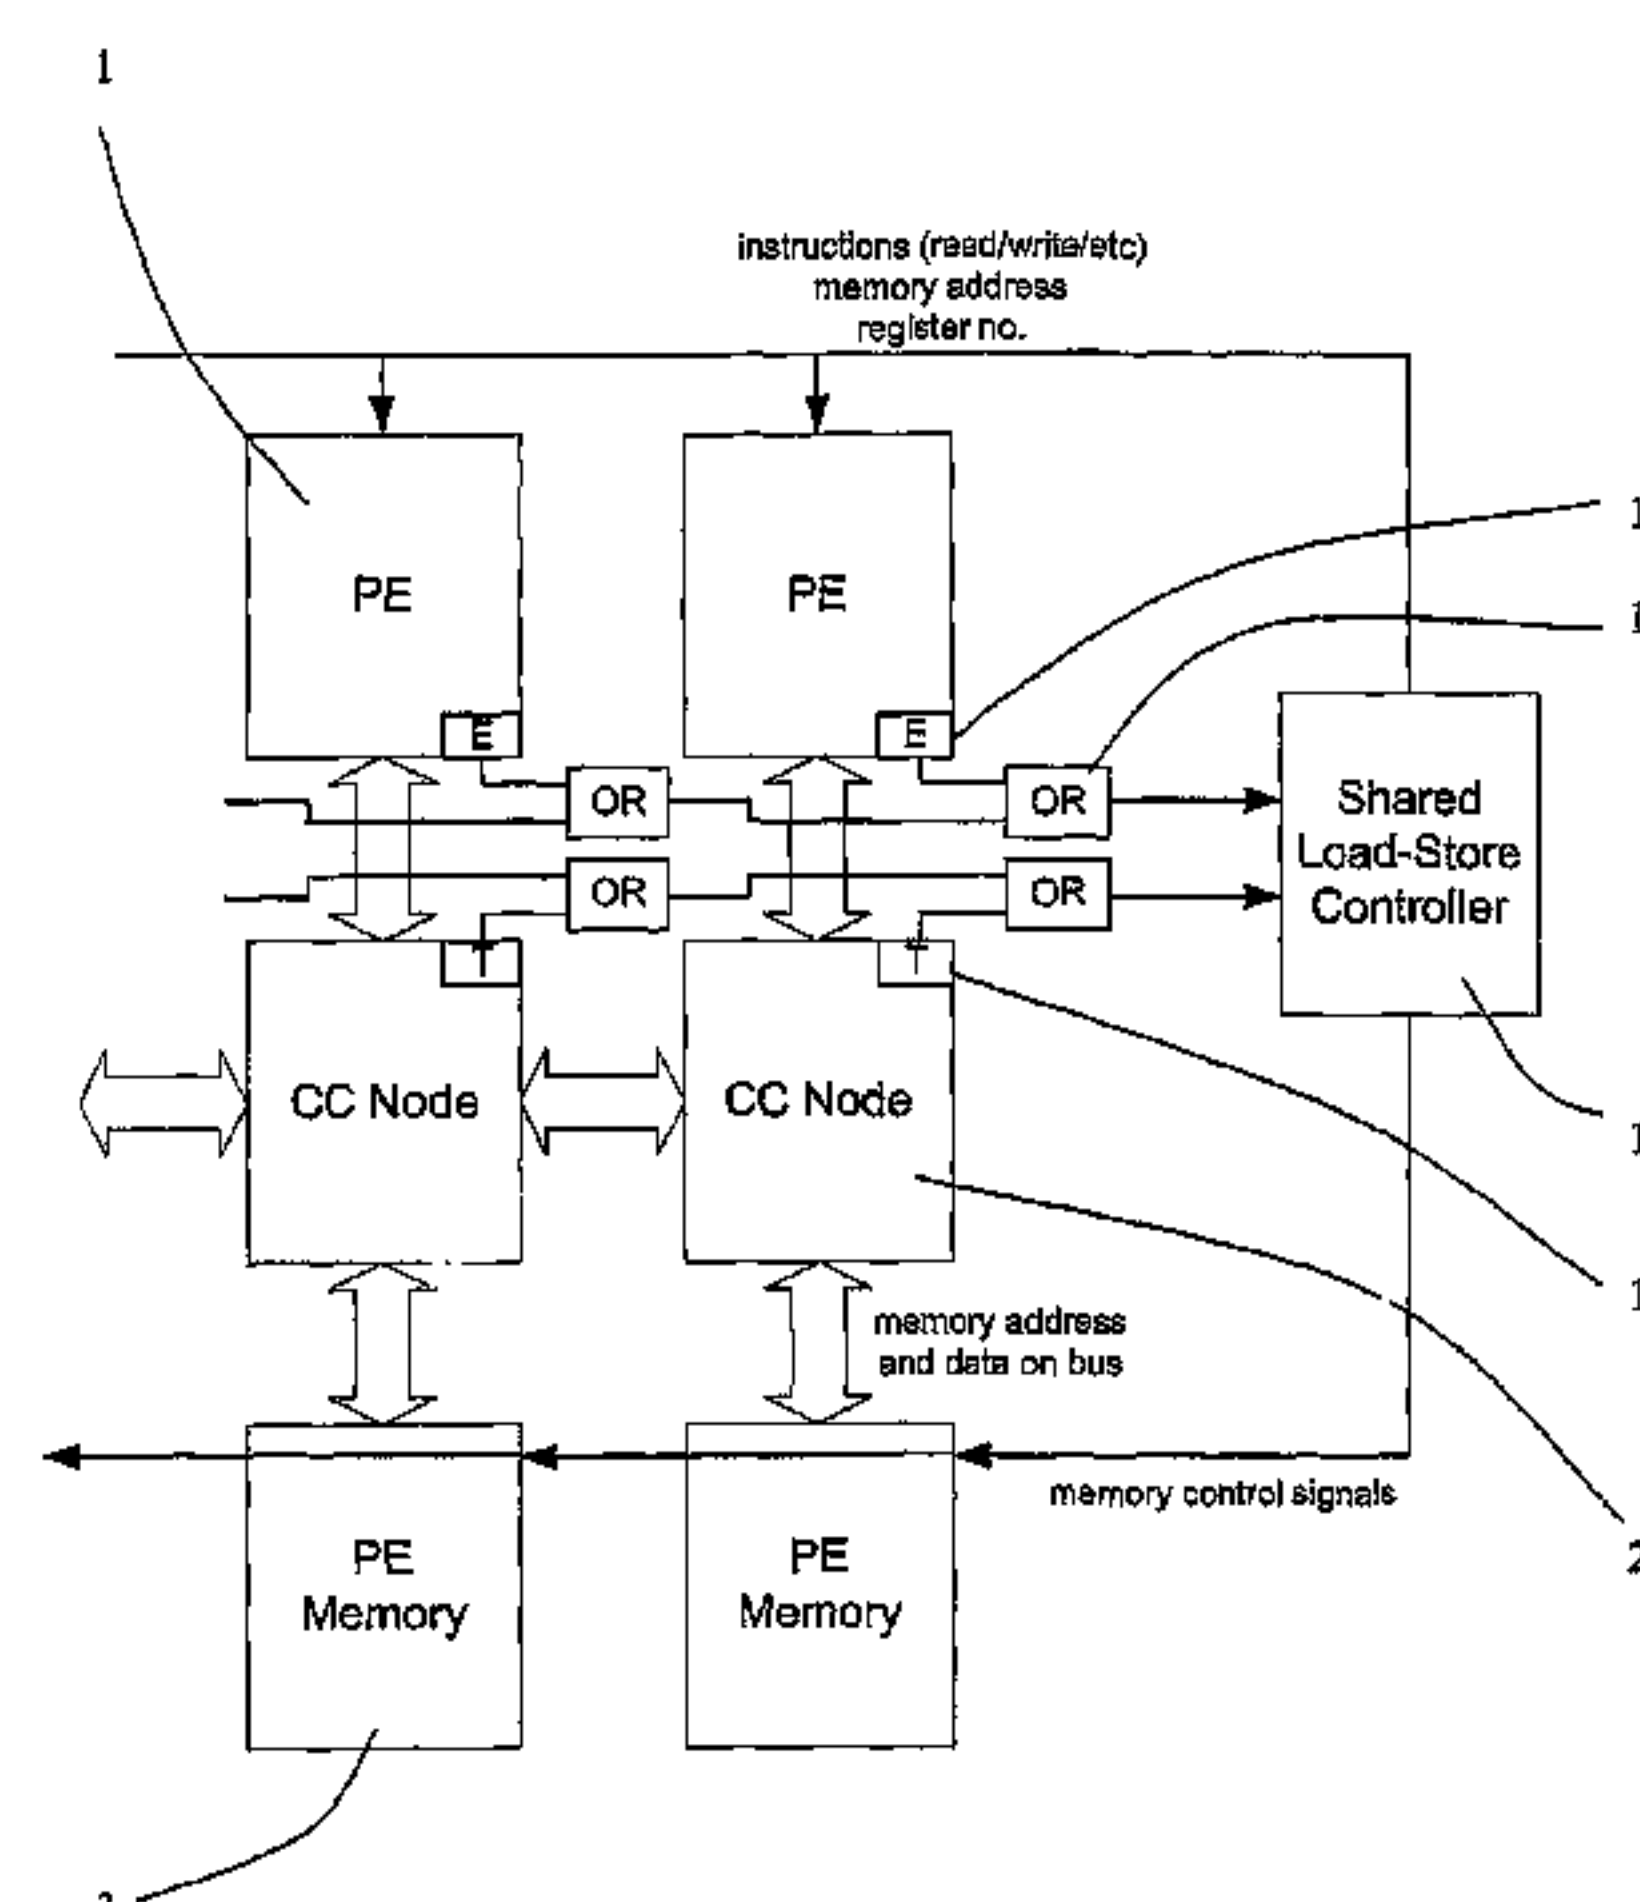 1
instructions (read/write/etc)
memory address
register no.
PE
PE
E
E
OR
OR
OR
OR
Shared
Load-Store
Controller
T
T
CC Node
CC Node
memory address
and data on bus
memory control signals
PE
Memory
PE
Memory